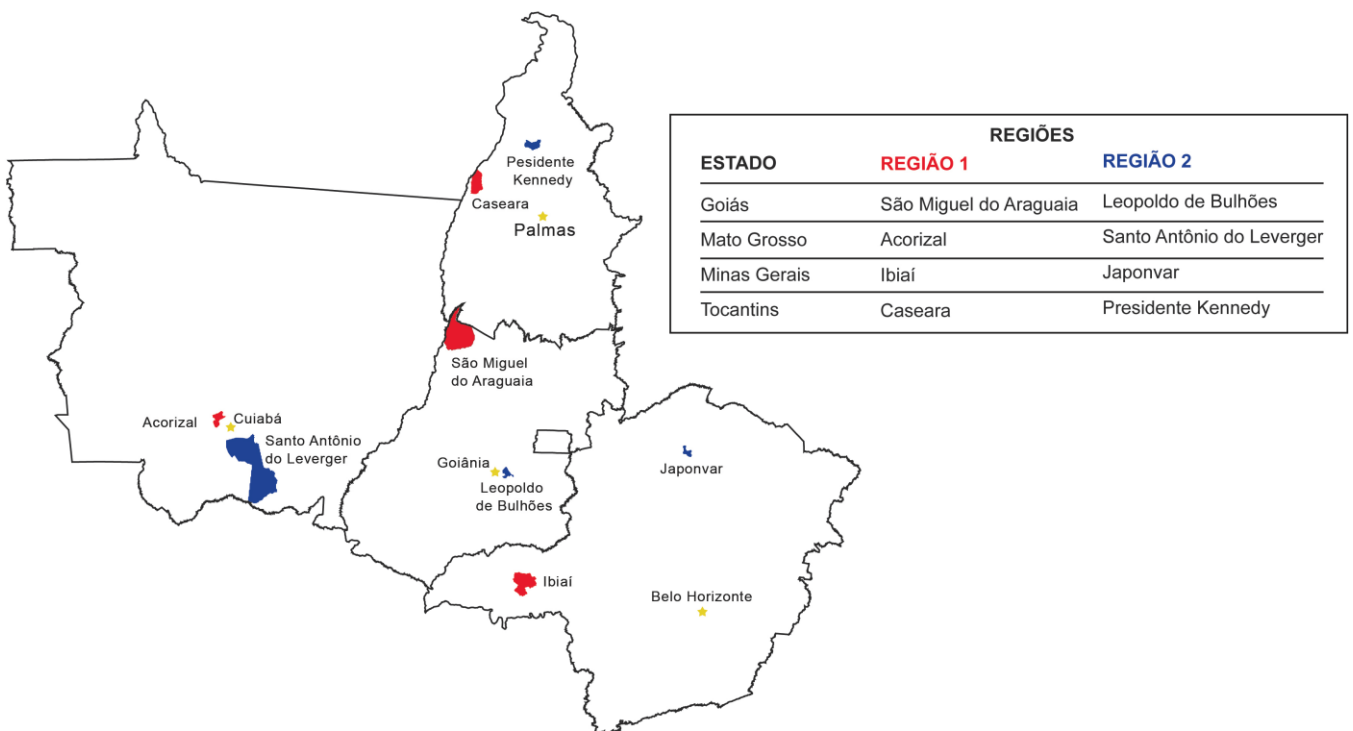 Pesidente
Kennedy
Caseara
Palmas
São Miguel
do Araguaia
Acorizal
Cuiabá
Santo Antônio
do Leverger
Goiânia
Leopoldo
de Bulhões
Japonvar
Ibiaí
Belo Horizonte
REGIÕES
ESTADO REGIÃO 1 REGIÃO 2
Goiás São Miguel do Araguaia Leopoldo de Bulhões
Mato Grosso Acorizal Santo Antônio do Leverger
Minas Gerais Ibiaí Japonvar
Tocantins Caseara Presidente Kennedy